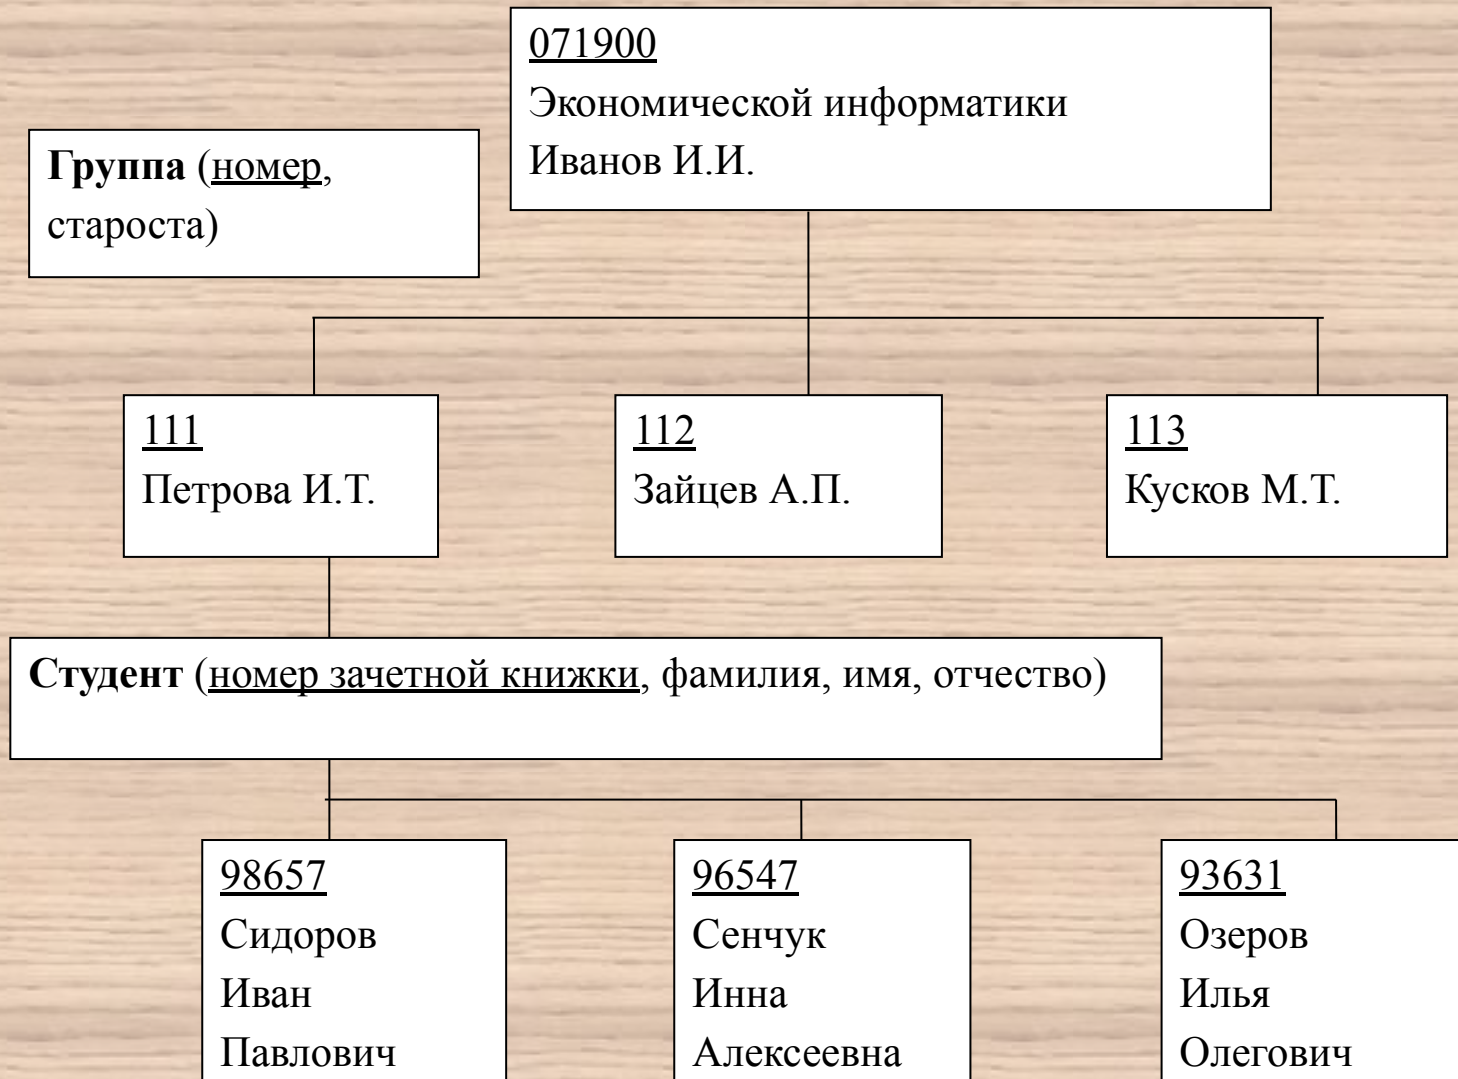 071900
Экономической информатики
Иванов И.И.
Группа (номер,
староста)
111
Петрова И.Т.
112
Зайцев А.П.
113
Кусков М.Т.
Студент (номер зачетной книжки, фамилия, имя, отчество)
98657
Сидоров
Иван
Павлович
96547
Сенчук
Инна
Алексеевна
93631
Озеров
Илья
Олегович